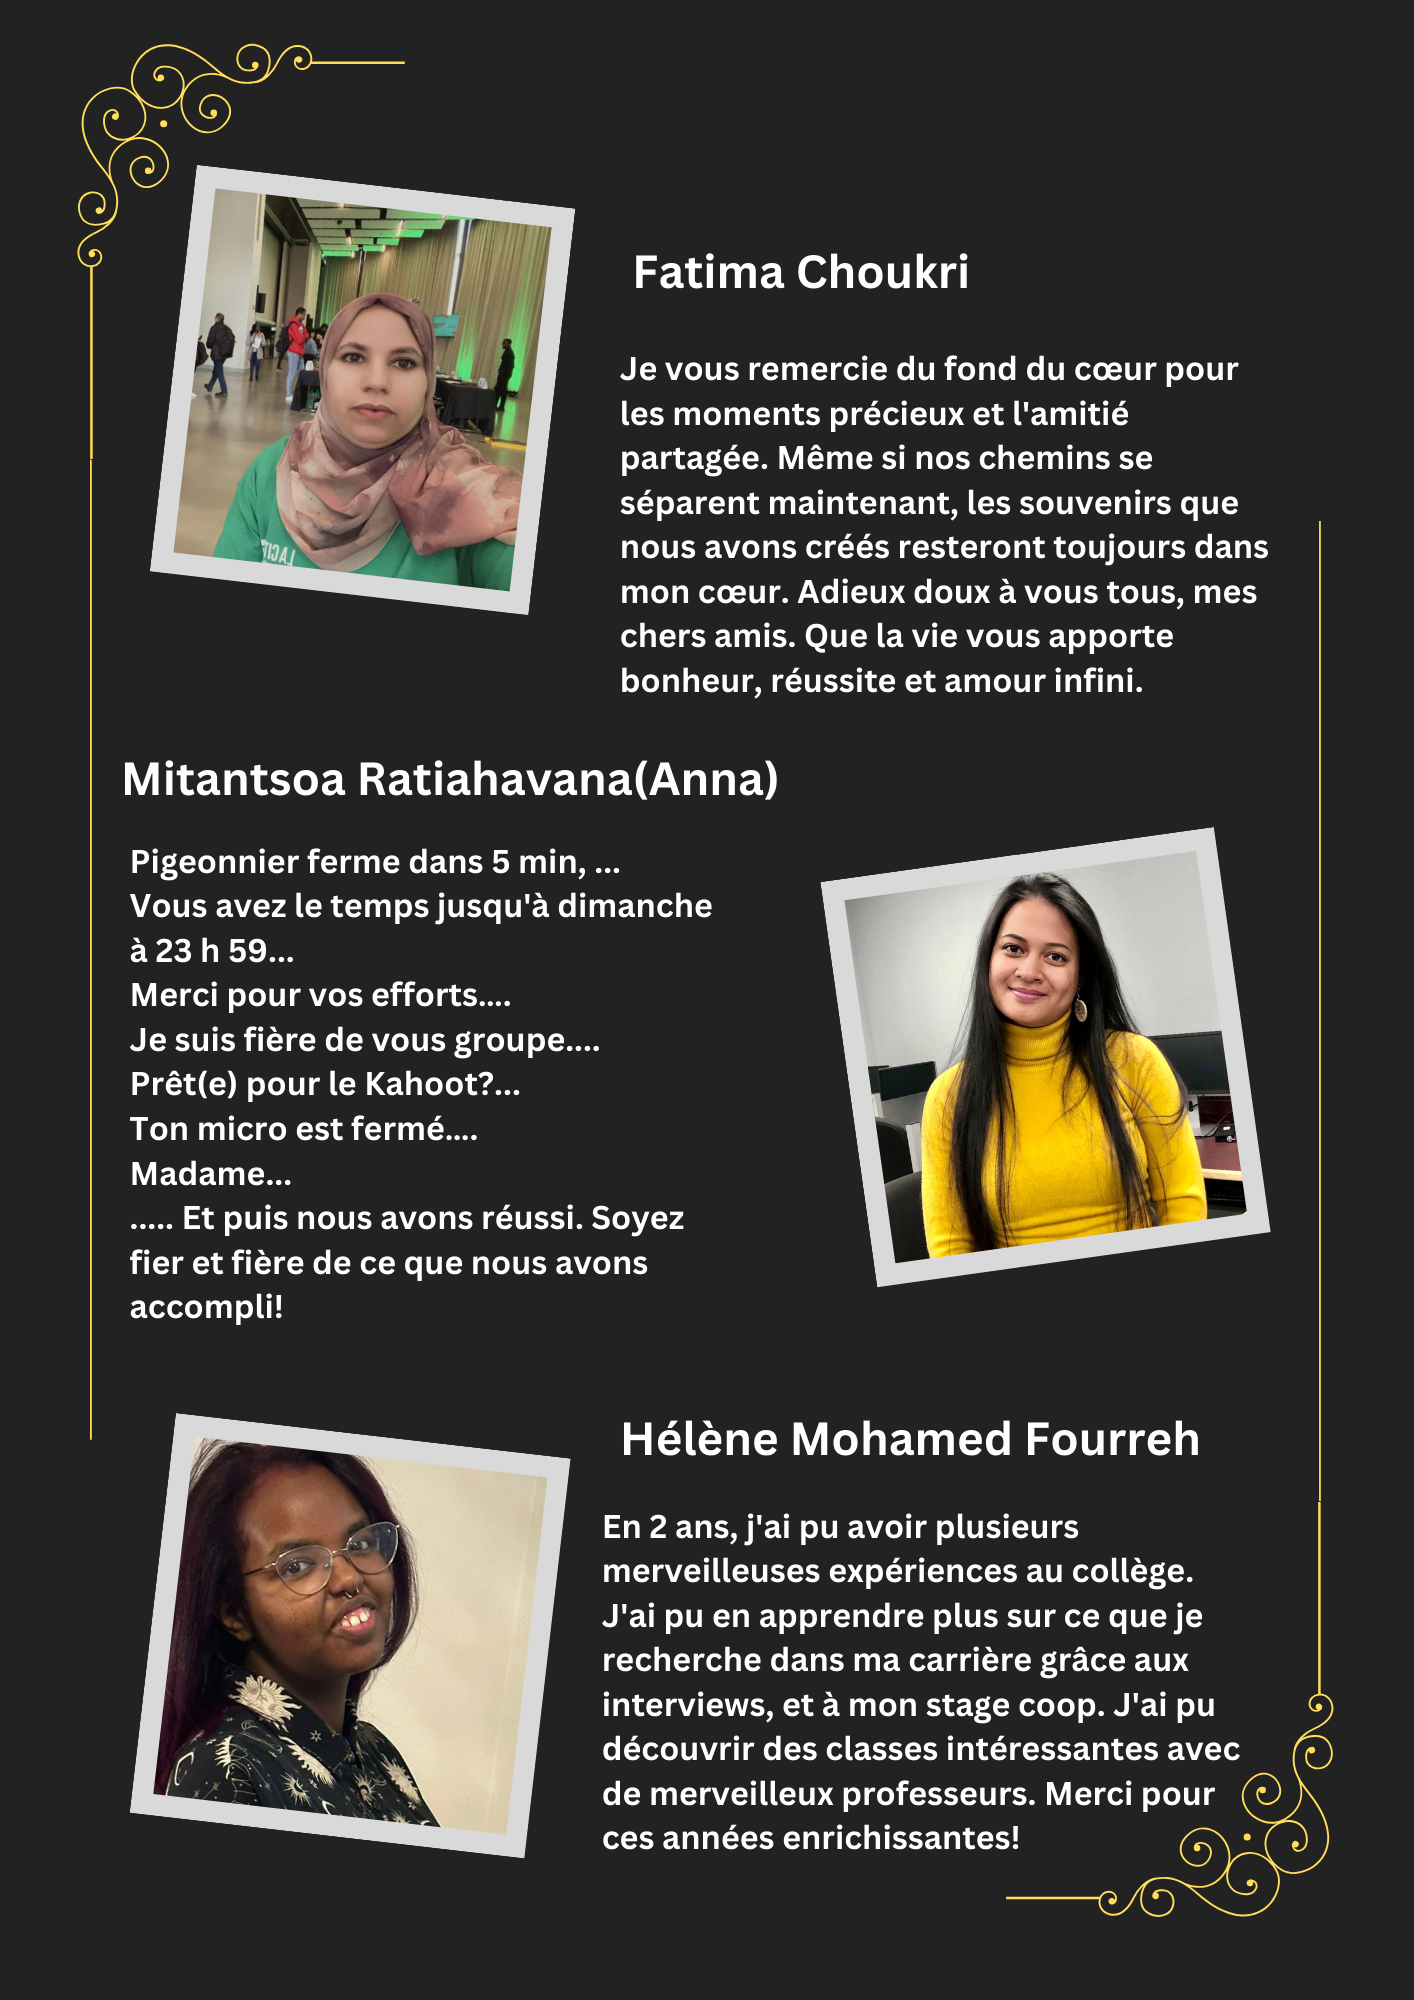 Fatima Choukri
Je vous remercie du fond du cœur pour
les moments précieux et l'amitié
partagée. Même si nos chemins se
séparent maintenant, les souvenirs que
nous avons créés resteront toujours dans
mon cœur. Adieux doux à vous tous, mes
chers amis. Que la vie vous apporte
bonheur, réussite et amour infini.
LACITÉ
Mitantsoa Ratiahavana(Anna)
Pigeonnier ferme dans 5 min, ...
Vous avez le temps jusqu'à dimanche
à 23 h 59...
Merci pour vos efforts....
Je suis fière de vous groupe....
Prêt(e) pour le Kahoot?...
Ton micro est fermé....
Madame...
..... Et puis nous avons réussi. Soyez
fier et fière de ce que nous avons
accompli!
Hélène Mohamed Fourreh
En 2 ans, j'ai pu avoir plusieurs
merveilleuses expériences au collège.
J'ai pu en apprendre plus sur ce que je
recherche dans ma carrière grâce aux
interviews, et à mon stage coop. J'ai pu
découvrir des classes intéressantes avec
de merveilleux professeurs. Merci pour
ces années enrichissantes!